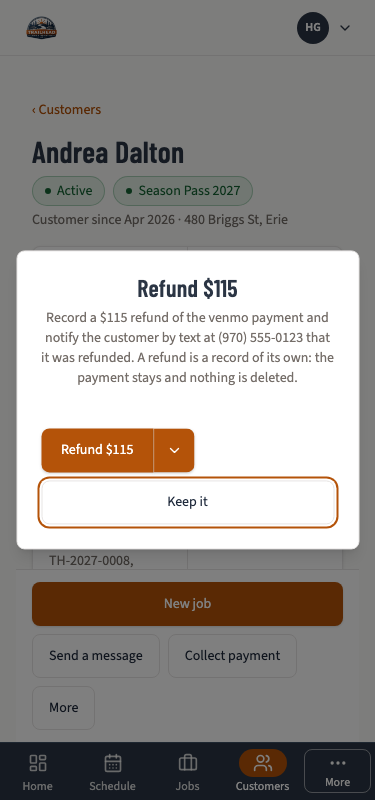 TRAILHEAD
HG
‹ Customers
Andrea Dalton
Active
Season Pass 2027
Customer since Apr 2026 · 480 Briggs St, Erie
Refund $115
Record a $115 refund of the venmo payment and
notify the customer by text at (970) 555-0123 that
it was refunded. A refund is a record of its own: the
payment stays and nothing is deleted.
Refund $115
Keep it
TH-2027-0008,
New job
Send a message
Collect payment
More
Home
Schedule
Jobs
Customers
More